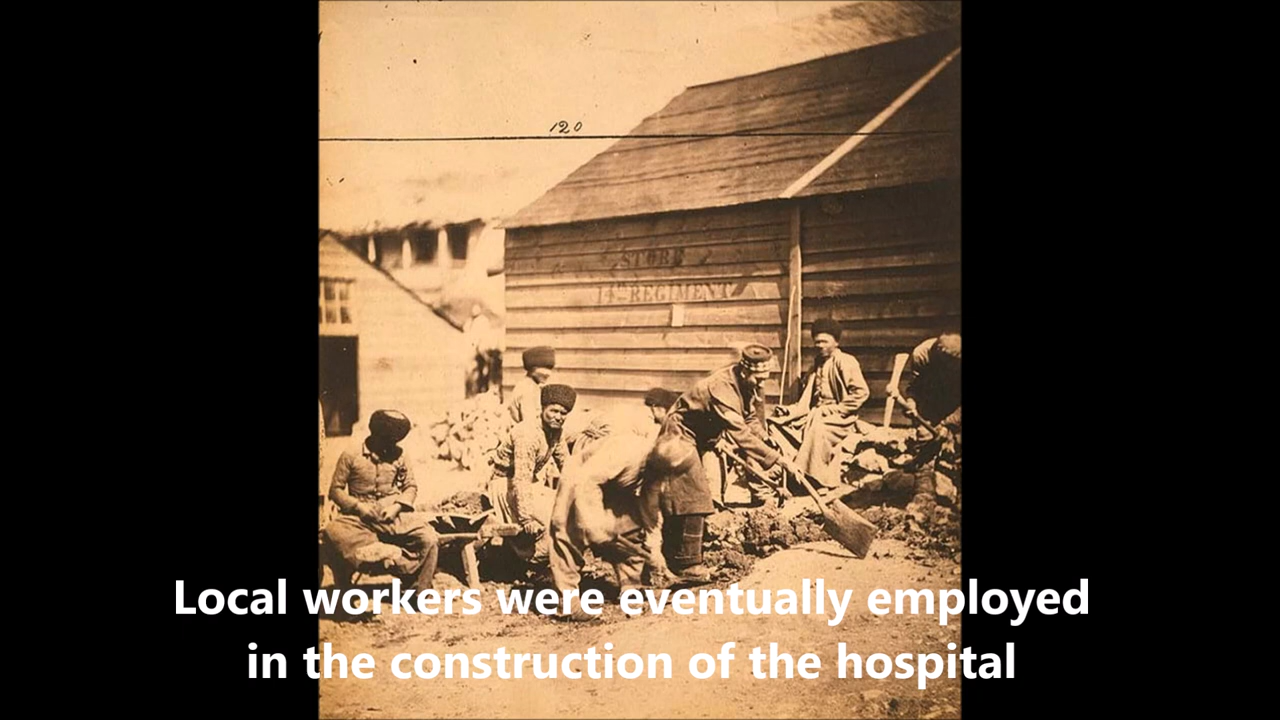 120
STORE
14TH REGIMENT
Local workers were eventually employed
in the construction of the hospital